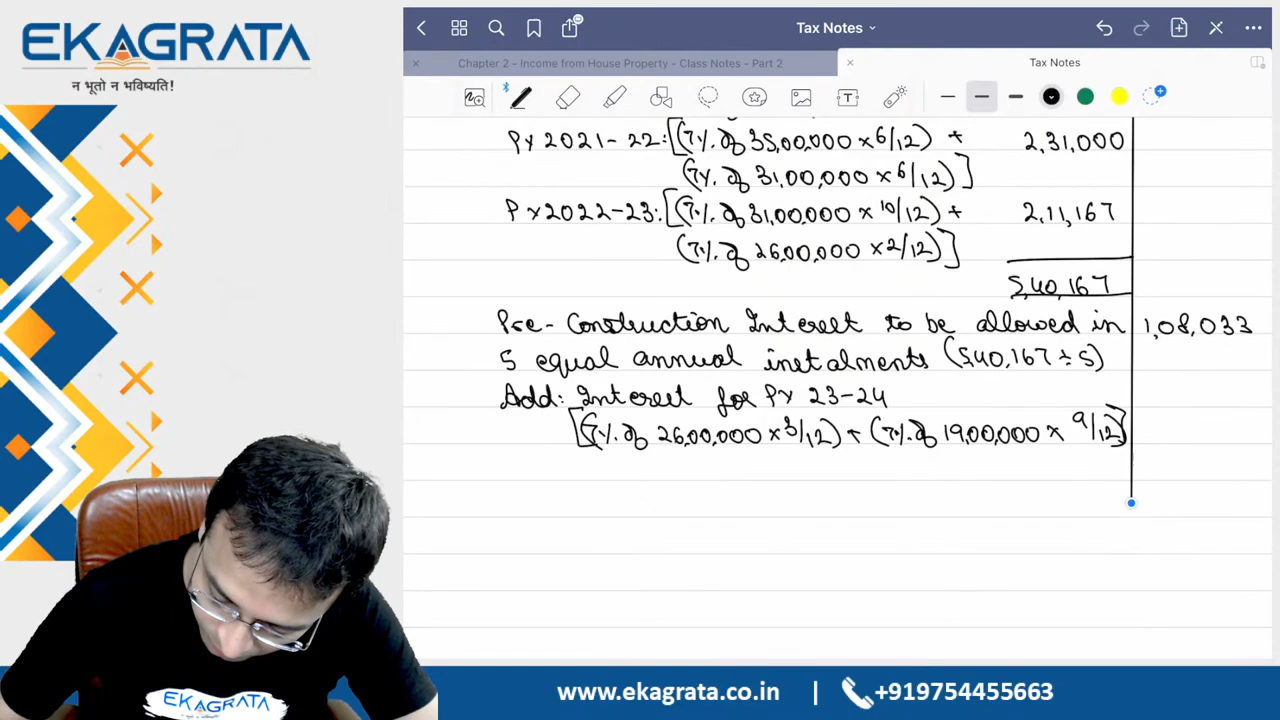 EKAGRATA
न भूतो न भविष्यति!
Tax Notes
Chapter 2 - Income from House Property - Class Notes - Part 2
Tax Notes
PY 2021-22:[(7% of 35,00,000 × 6/12) + 2,31,000
(7% of 31,00,000 × 6/12)]
PY 2022-23:[(7% of 31,00,000 × 10/12) + 2,11,167
(7% of 26,00,000 × 2/12)]
5,40,167
Pre-Construction Interest to be allowed in 1,08,033
5 equal annual instalments (5,40,167 ÷ 5)
Add: Interest for PY 23-24
[(7% of 26,00,000 × 3/12) + (7% of 19,00,000 × 9/12)]
EKAGRATA
www.ekagrata.co.in | +919754455663